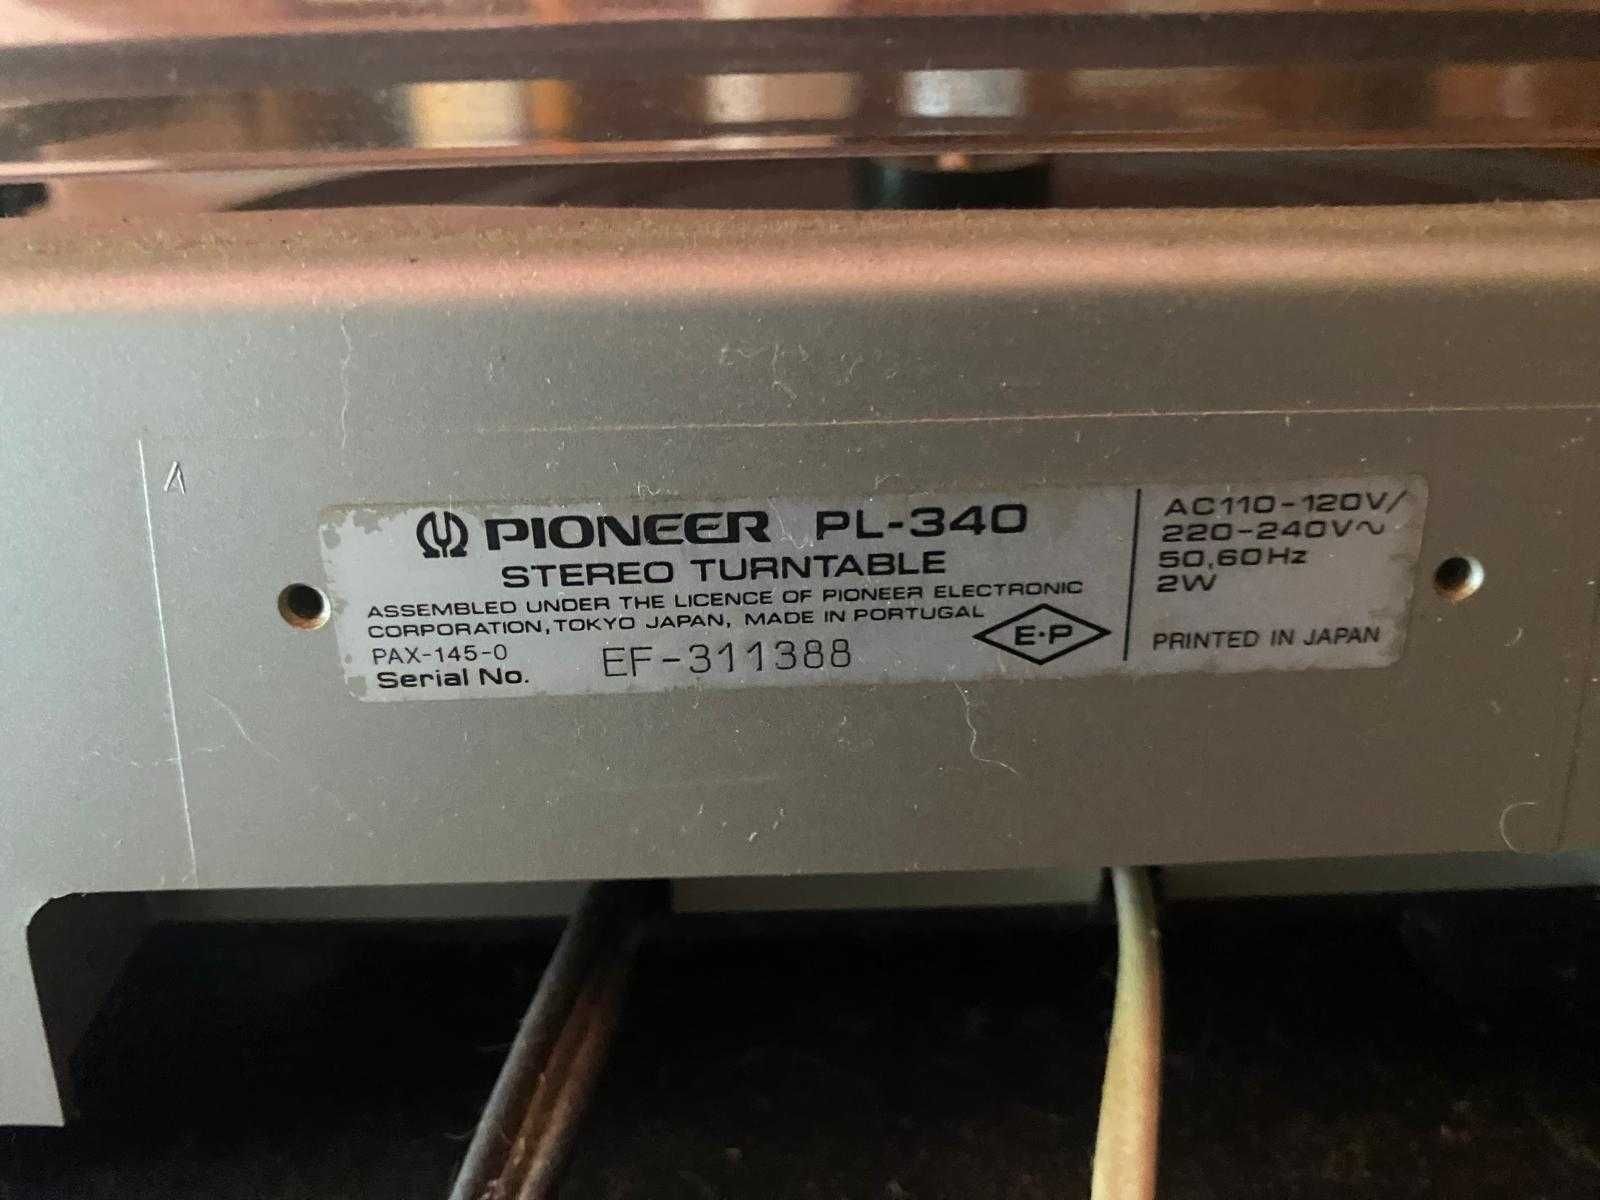 PIONEER PL-340
STEREO TURNTABLE
ASSEMBLED UNDER THE LICENCE OF PIONEER ELECTRONIC
CORPORATION, TOKYO JAPAN, MADE IN PORTUGAL
PAX-145-0
Serial No. EF-311388
E·P
AC110-120V/
220-240V~
50,60Hz
2W
PRINTED IN JAPAN